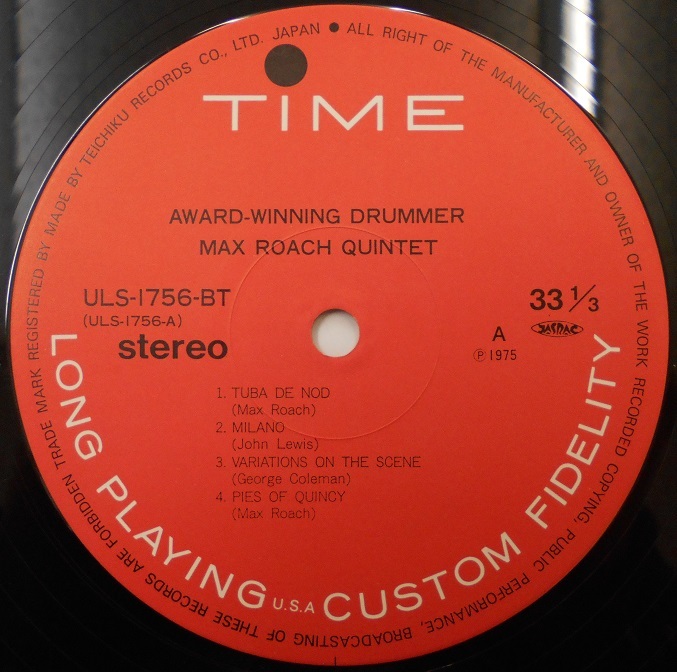 TRADE MARK REGISTERED BY MADE BY TEICHIKU RECORDS CO., LTD. JAPAN ● ALL RIGHT OF THE MANUFACTURER AND OWNER OF THE WORK RECORDED COPYING, PUBLIC PERFORMANCE, BROADCASTING OF THESE RECORDS ARE FORBIDDEN
TIME
AWARD-WINNING DRUMMER
MAX ROACH QUINTET
ULS-1756-BT
(ULS-1756-A)
stereo
33 1/3
JASRAC
A
Ⓟ1975
1. TUBA DE NOD
(Max Roach)
2. MILANO
(John Lewis)
3. VARIATIONS ON THE SCENE
(George Coleman)
4. PIES OF QUINCY
(Max Roach)
LONG PLAYING U.S.A CUSTOM FIDELITY